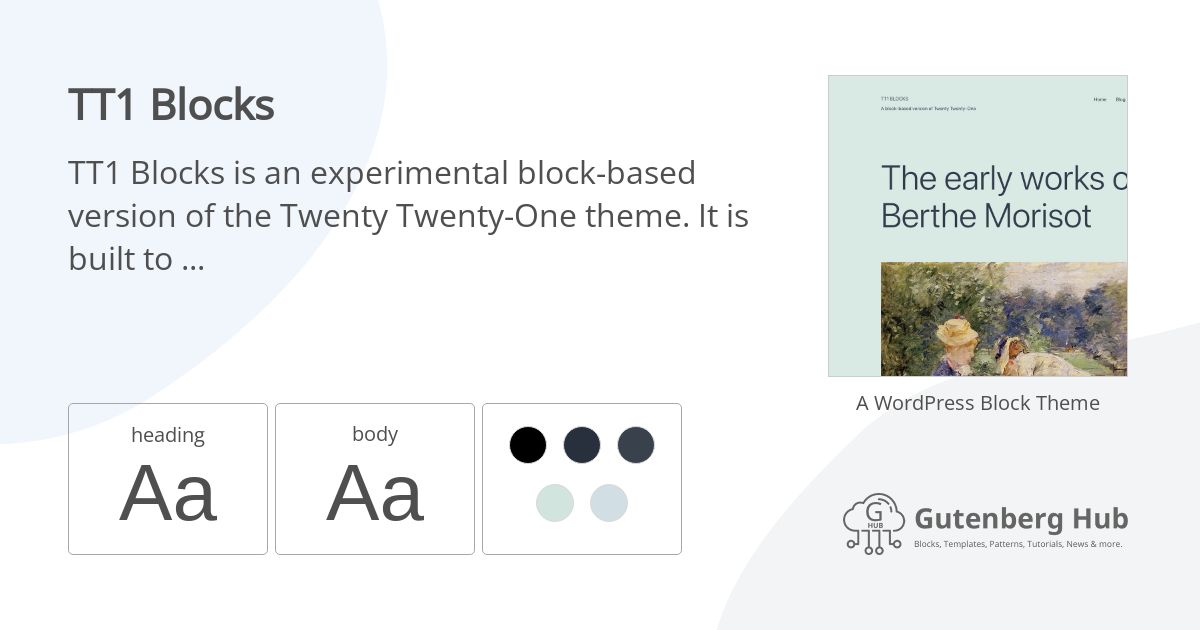 TT1 Blocks
TT1 Blocks is an experimental block-based
version of the Twenty Twenty-One theme. It is
built to ...
heading
Aa
body
Aa
TT1 BLOCKS
A block-based version of Twenty Twenty-One
Home Blog
The early works o
Berthe Morisot
A WordPress Block Theme
G
HUB
Gutenberg Hub
Blocks, Templates, Patterns, Tutorials, News & more.